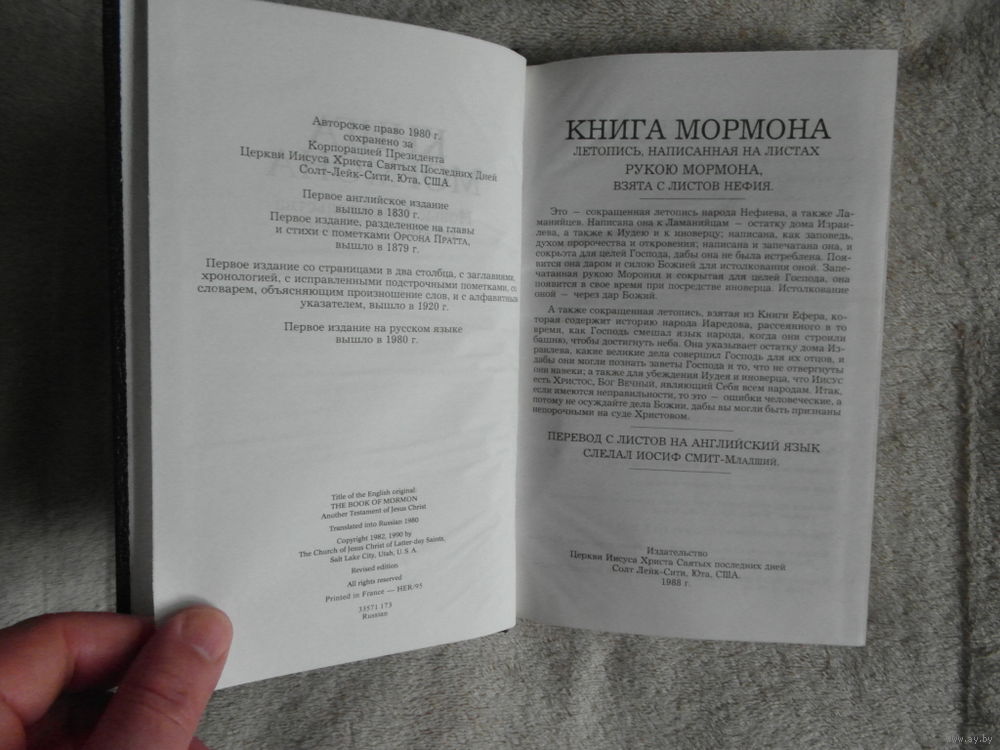 Авторское право 1980 г.
сохранено за
Корпорацией Президента
Церкви Иисуса Христа Святых Последних Дней
Солт-Лейк-Сити, Юта, США.
Первое английское издание
вышло в 1830 г.
Первое издание, разделенное на главы
и стихи с пометками Орсона Пратта,
вышло в 1879 г.
Первое издание со страницами в два столбца, с заглавиями,
хронологией, с исправленными подстрочными пометками, со
словарем, объясняющим произношение слов, и с алфавитным
указателем, вышло в 1920 г.
Первое издание на русском языке
вышло в 1980 г.
Title of the English original:
THE BOOK OF MORMON
Another Testament of Jesus Christ
Translated into Russian 1980
Copyright 1982, 1990 by
The Church of Jesus Christ of Latter-day Saints,
Salt Lake City, Utah, U. S. A.
Revised edition
All rights reserved
Printed in France — HER/95
33571 173
Russian
КНИГА МОРМОНА
ЛЕТОПИСЬ, НАПИСАННАЯ НА ЛИСТАХ
РУКОЮ МОРМОНА,
ВЗЯТА С ЛИСТОВ НЕФИЯ.
Это — сокращенная летопись народа Нефиева, а также Ла-
манийцев. Написана она к Ламанийцам — остатку дома Израи-
лева, а также к Иудею и к иноверцу; написана, как заповедь,
духом пророчества и откровения; написана и запечатана она, и
сокрыта для целей Господа, дабы она не была истреблена. Поя-
вится она даром и силою Божией для истолкования оной. Запе-
чатанная рукою Морония и сокрытая для целей Господа, она
появится в свое время при посредстве иноверца. Истолкование
оной — через дар Божий.
А также сокращенная летопись, взятая из Книги Ефера, ко-
торая содержит историю народа Иаредова, рассеянного в то
время, как Господь смешал язык народа, когда они строили
башню, чтобы достигнуть неба. Она указывает остатку дома Из-
раилева, какие великие дела совершил Господь для их отцов, и
дабы они могли познать заветы Господа и то, что не отвергнуты
они навеки; а также для убеждения Иудея и иноверца, что Иисус
есть Христос, Бог Вечный, являющий Себя всем народам. Итак,
если имеются неправильности, то это — ошибки человеческие, а
потому не осуждайте дела Божии, дабы вы могли быть признаны
непорочными на суде Христовом.
ПЕРЕВОД С ЛИСТОВ НА АНГЛИЙСКИЙ ЯЗЫК
СДЕЛАЛ ИОСИФ СМИТ-Младший.
Издательство
Церкви Иисуса Христа Святых последних дней
Солт Лейк-Сити, Юта, США.
1988 г.
www.ay.by